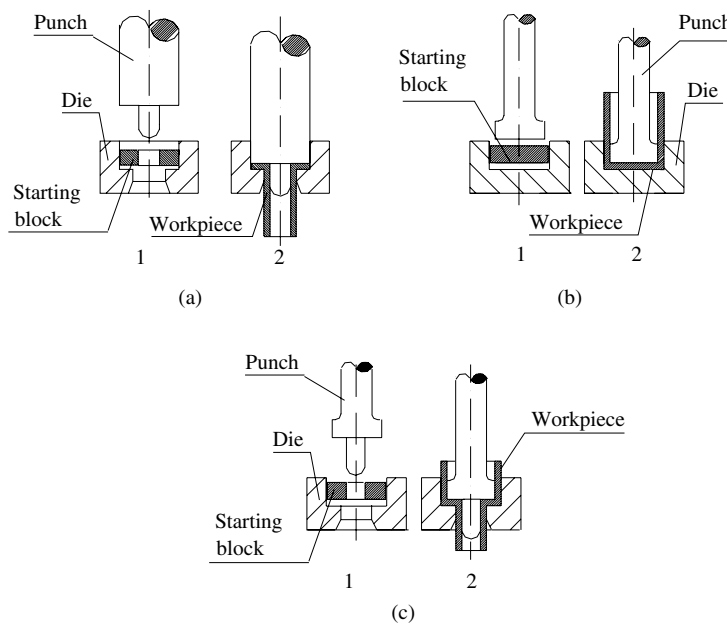 Punch
Die
Starting
block
Workpiece
1
2
(a)
Starting
block
Punch
Die
Workpiece
1
2
(b)
Punch
Die
Starting
block
Workpiece
1
2
(c)